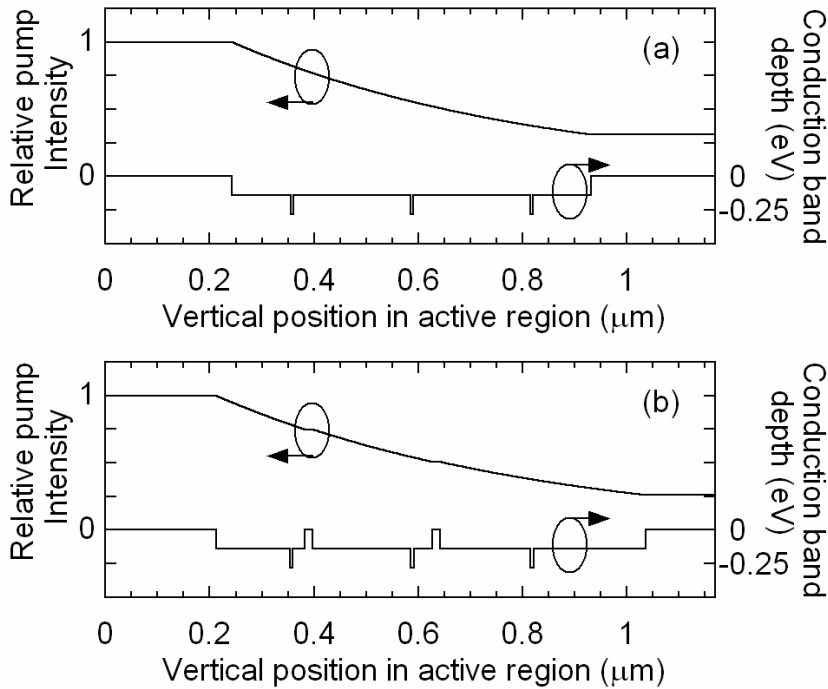 Relative pump
Intensity
1
0
(a)
0
-0.25
Conduction band
depth (eV)
0 0.2 0.4 0.6 0.8 1
Vertical position in active region (μm)
Relative pump
Intensity
1
0
(b)
0
-0.25
Conduction band
depth (eV)
0 0.2 0.4 0.6 0.8 1
Vertical position in active region (μm)